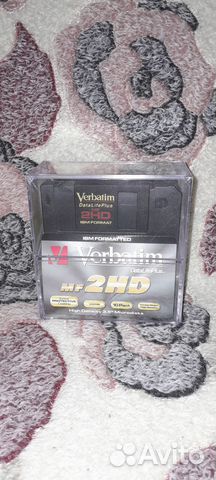 Verbatim
DataLifePlus
2HD
IBM FORMAT
IBM FORMATTED
Verbatim
DataLifePlus
MF 2HD
High Density 3.5" Microdisks
Avito